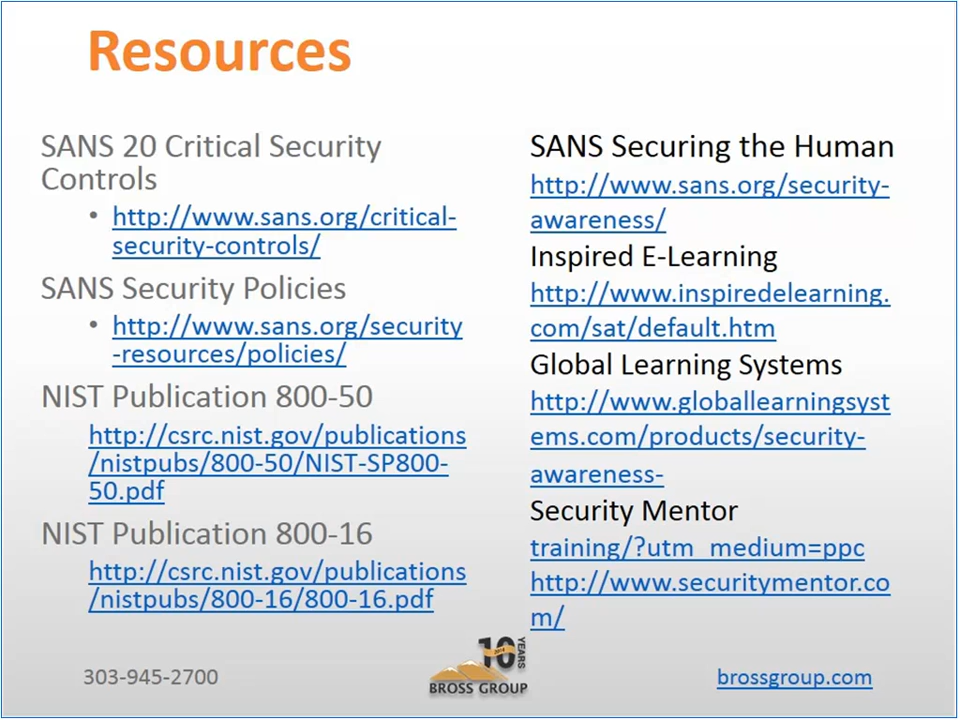 Resources
SANS 20 Critical Security
Controls
• http://www.sans.org/critical-
security-controls/
SANS Security Policies
• http://www.sans.org/security
-resources/policies/
NIST Publication 800-50
http://csrc.nist.gov/publications
/nistpubs/800-50/NIST-SP800-
50.pdf
NIST Publication 800-16
http://csrc.nist.gov/publications
/nistpubs/800-16/800-16.pdf
SANS Securing the Human
http://www.sans.org/security-
awareness/
Inspired E-Learning
http://www.inspiredelearning.
com/sat/default.htm
Global Learning Systems
http://www.globallearningsyst
ems.com/products/security-
awareness-
Security Mentor
training/?utm_medium=ppc
http://www.securitymentor.co
m/
303-945-2700
10 YEARS
2014
BROSS GROUP
brossgroup.com